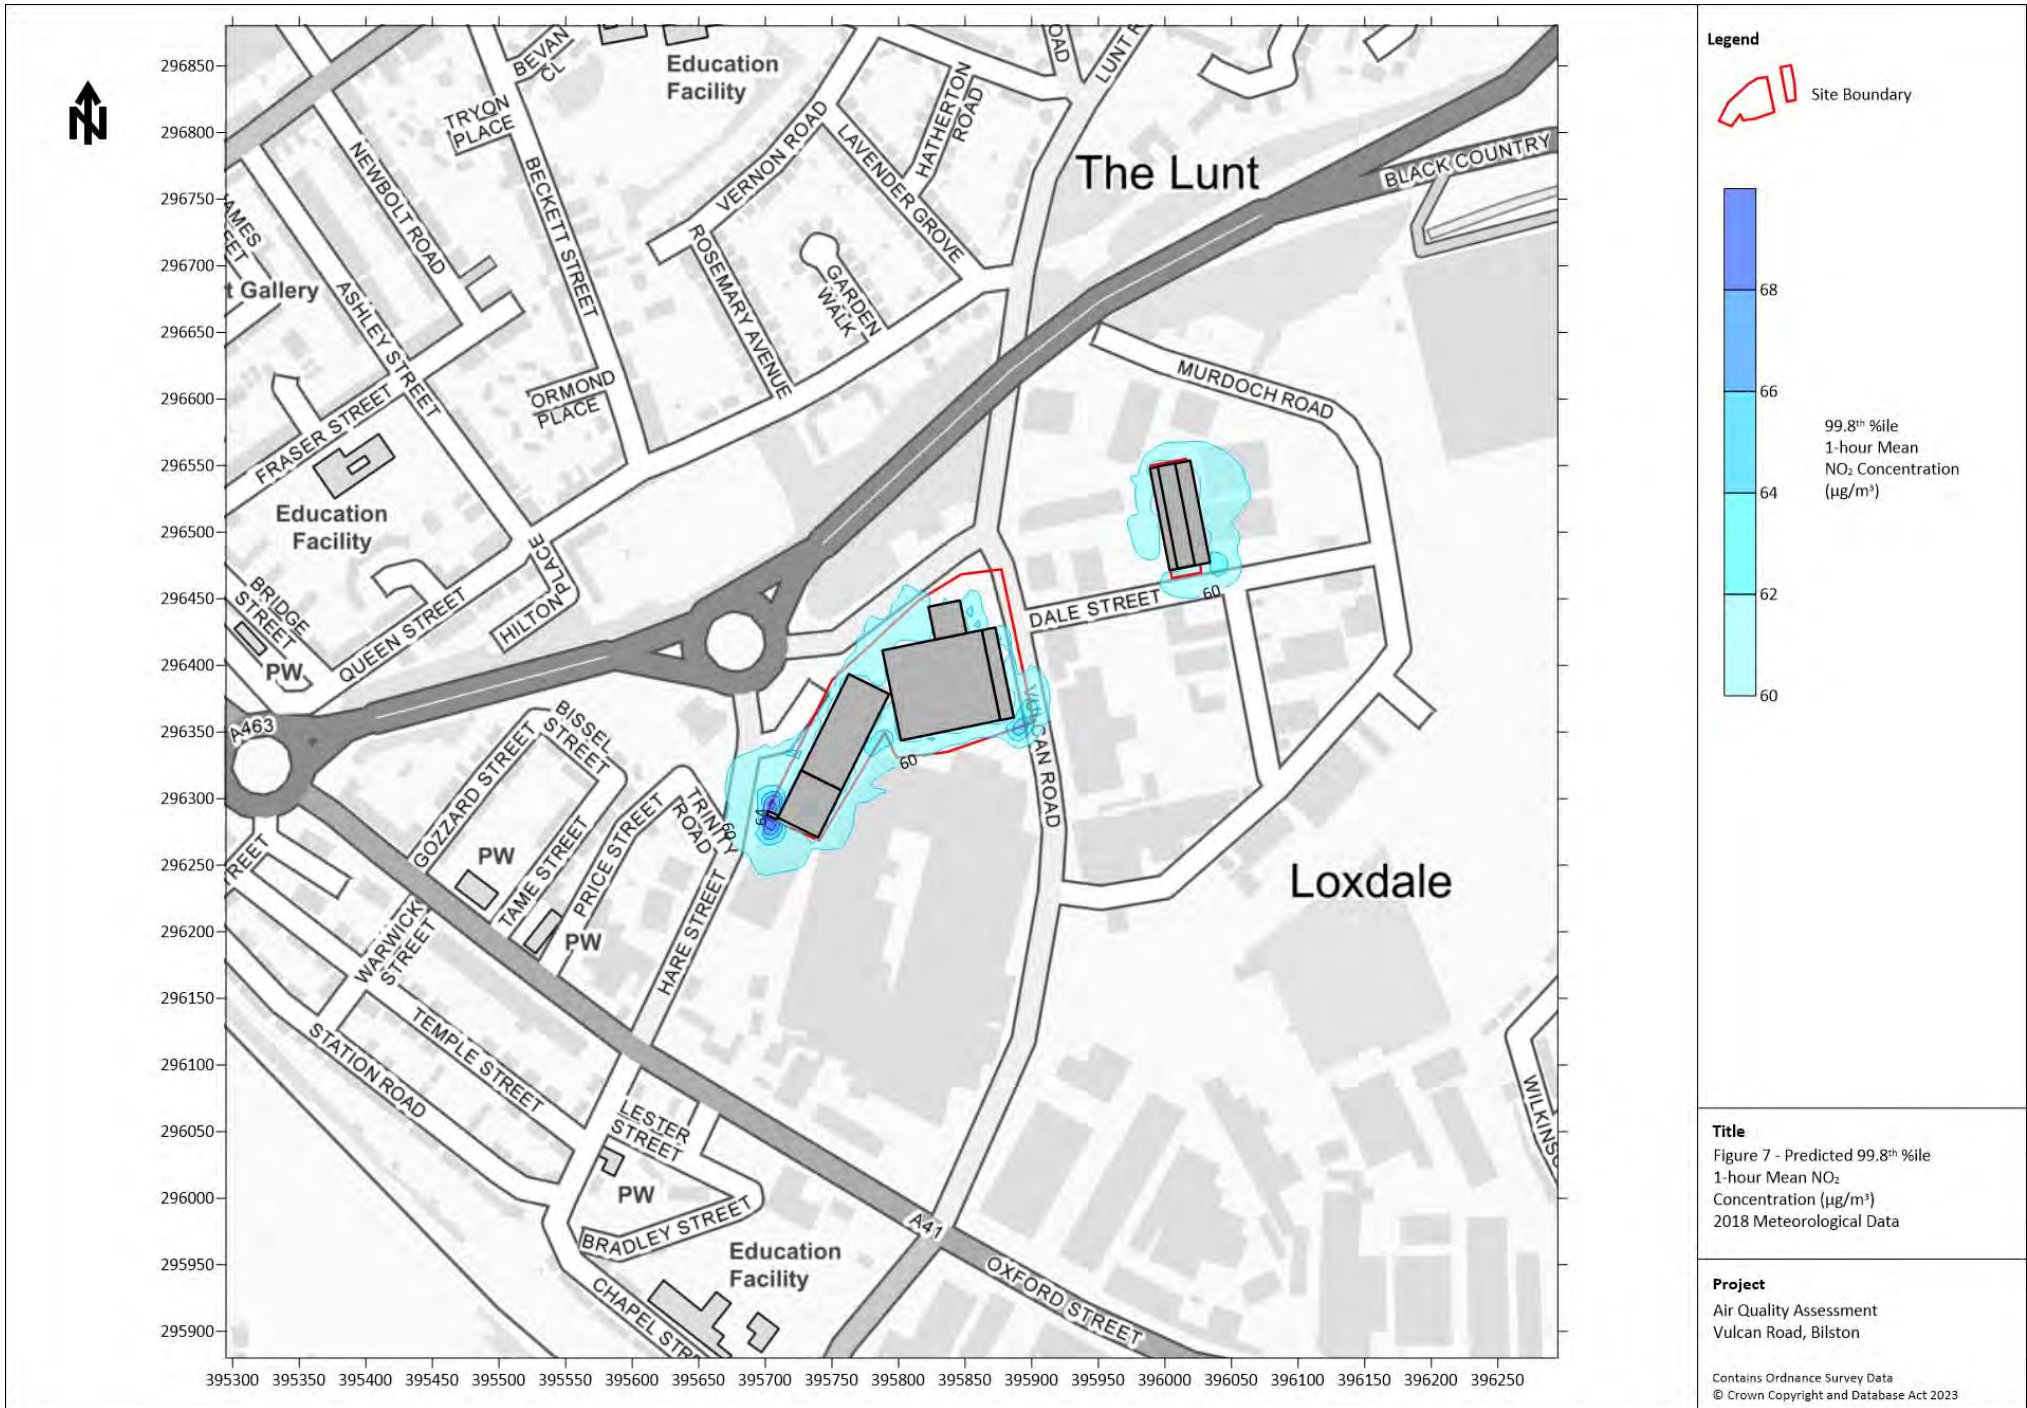 N
296850
296800
296750
296700
296650
296600
296550
296500
296450
296400
296350
296300
296250
296200
296150
296100
296050
296000
295950
295900
395300 395350 395400 395450 395500 395550 395600 395650 395700 395750 395800 395850 395900 395950 396000 396050 396100 396150 396200 396250
BEVAN
CL
Education
Facility
TRYON
PLACE
NEWBOLT ROAD
BECKETT STREET
VERNON ROAD
LAVENDER GROVE
HATHERTON
ROAD
OAD
LUNT R
The Lunt
BLACK COUNTRY
AMES
EET
t Gallery
ASHLEY STREET
ROSEMARY AVENUE
GARDEN
WALK
ORMOND
PLACE
FRASER STREET
MURDOCH ROAD
Education
Facility
HILTON PLACE
BRIDGE
STREET
PW
QUEEN STREET
DALE STREET
60
A463
BISSEL
STREET
GOZZARD STREET
TRINITY
ROAD
60
64
60
VULCAN ROAD
PW
TAME STREET
PRICE STREET
PW
REET
WARWICK
STREET
HARE STREET
Loxdale
STATION ROAD
TEMPLE STREET
LESTER
STREET
PW
BRADLEY STREET
Education
Facility
CHAPEL STRE
A41
OXFORD STREET
WILKINSO
Legend
Site Boundary
68
66
64
62
60
99.8th %ile
1-hour Mean
NO₂ Concentration
(µg/m³)
Title
Figure 7 - Predicted 99.8th %ile
1-hour Mean NO₂
Concentration (µg/m³)
2018 Meteorological Data
Project
Air Quality Assessment
Vulcan Road, Bilston
Contains Ordnance Survey Data
© Crown Copyright and Database Act 2023